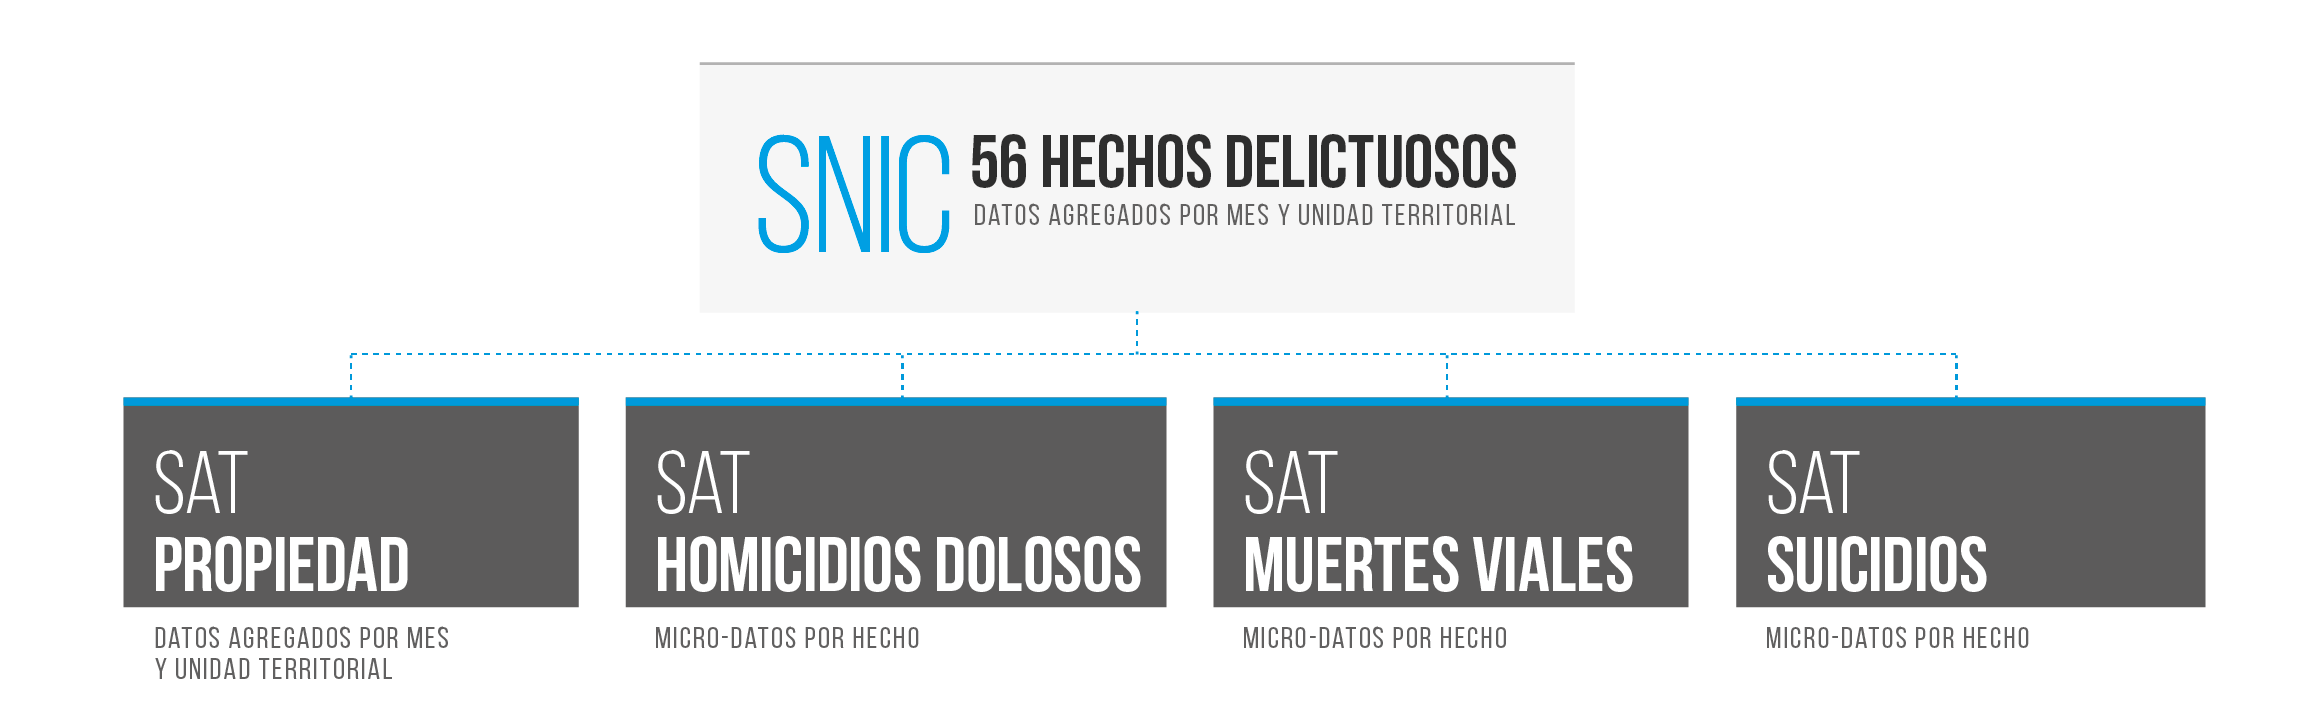 SNIC
56 HECHOS DELICTUOSOS
DATOS AGREGADOS POR MES Y UNIDAD TERRITORIAL
SAT
PROPIEDAD
DATOS AGREGADOS POR MES
Y UNIDAD TERRITORIAL
SAT
HOMICIDIOS DOLOSOS
MICRO-DATOS POR HECHO
SAT
MUERTES VIALES
MICRO-DATOS POR HECHO
SAT
SUICIDIOS
MICRO-DATOS POR HECHO